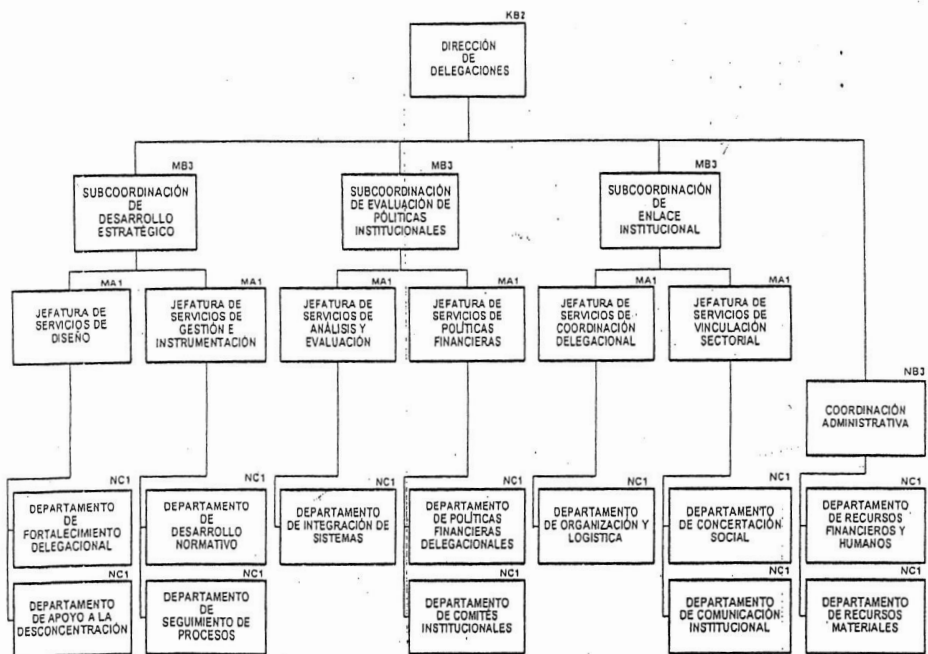 KB2
DIRECCIÓN
DE
DELEGACIONES
MB3
SUBCOORDINACIÓN
DE
DESARROLLO
ESTRATÉGICO
MB3
SUBCOORDINACIÓN
DE EVALUACIÓN DE
PÓLITICAS
INSTITUCIONALES
MB3
SUBCOORDINACIÓN
DE
ENLACE
INSTITUCIONAL
MA1
JEFATURA DE
SERVICIOS DE
DISEÑO
MA1
JEFATURA DE
SERVICIOS DE
GESTIÓN E
INSTRUMENTACIÓN
MA1
JEFATURA DE
SERVICIOS DE
ANÁLISIS Y
EVALUACIÓN
MA1
JEFATURA DE
SERVICIOS DE
POLÍTICAS
FINANCIERAS
MA1
JEFATURA DE
SERVICIOS DE
COORDINACIÓN
DELEGACIONAL
MA1
JEFATURA DE
SERVICIOS DE
VINCULACIÓN
SECTORIAL
NB3
COORDINACIÓN
ADMINISTRATIVA
NC1
DEPARTAMENTO
DE
FORTALECIMIENTO
DELEGACIONAL
NC1
DEPARTAMENTO
DE
DESARROLLO
NORMATIVO
NC1
DEPARTAMENTO
DE INTEGRACIÓN DE
SISTEMAS
NC1
DEPARTAMENTO
DE POLÍTICAS
FINANCIERAS
DELEGACIONALES
NC1
DEPARTAMENTO
DE ORGANIZACIÓN Y
LOGISTICA
NC1
DEPARTAMENTO
DE CONCERTACIÓN
SOCIAL
NC1
DEPARTAMENTO
DE RECURSOS
FINANCIEROS Y
HUMANOS
NC1
DEPARTAMENTO
DE APOYO A LA
DESCONCENTRACIÓN
NC1
DEPARTAMENTO
DE
SEGUIMIENTO DE
PROCESOS
NC1
DEPARTAMENTO
DE COMITÉS
INSTITUCIONALES
NC1
DEPARTAMENTO
DE COMUNICACIÓN
INSTITUCIONAL
NC1
DEPARTAMENTO
DE RECURSOS
MATERIALES